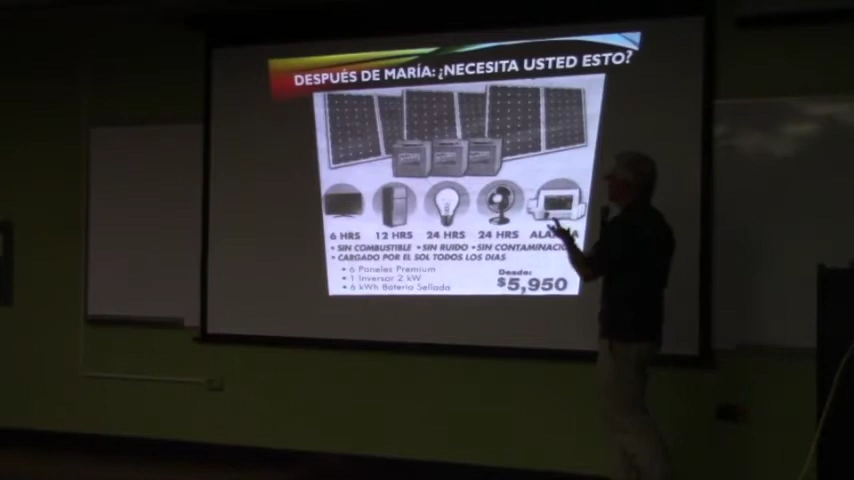 DESPUÉS DE MARÍA: ¿NECESITA USTED ESTO?
6 HRS 12 HRS 24 HRS 24 HRS
• SIN COMBUSTIBLE • SIN RUIDO • SIN CONTAMINACIÓN
• CARGADO POR EL SOL TODOS LOS DIAS
• 6 Paneles Premium
• 1 Inversor 2 kW
• 6 kWh Batería Sellada
Desde:
$5,950